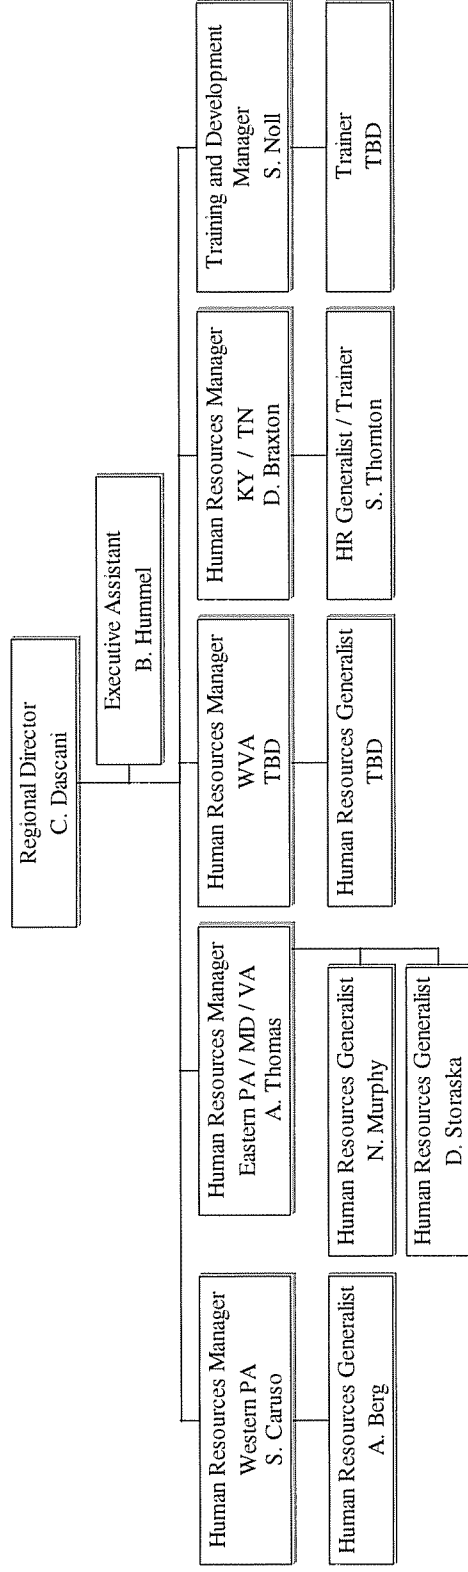 Regional Director
C. Dascani
Executive Assistant
B. Hummel
Human Resources Manager
Western PA
S. Caruso
Human Resources Manager
Eastern PA / MD / VA
A. Thomas
Human Resources Manager
WVA
TBD
Human Resources Manager
KY / TN
D. Braxton
Training and Development
Manager
S. Noll
Human Resources Generalist
A. Berg
Human Resources Generalist
N. Murphy
Human Resources Generalist
D. Storaska
Human Resources Generalist
TBD
HR Generalist / Trainer
S. Thornton
Trainer
TBD